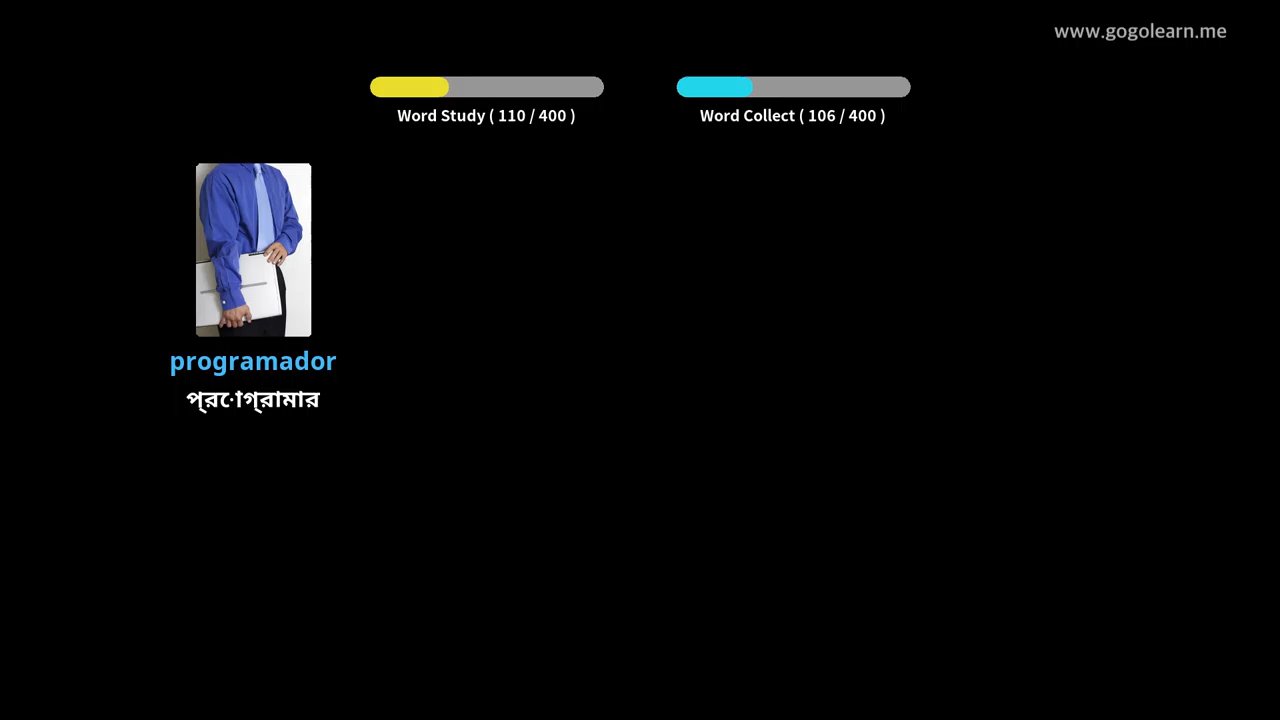 www.gogolearn.me
Word Study ( 110 / 400 )
Word Collect ( 106 / 400 )
programador
প্রোগ্রামার